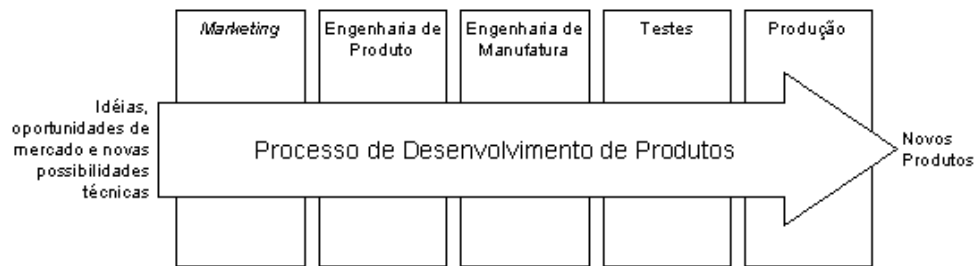 Marketing
Engenharia de
Produto
Engenharia de
Manufatura
Testes
Produção
Idéias,
oportunidades de
mercado e novas
possibilidades
técnicas
Processo de Desenvolvimento de Produtos
Novos
Produtos